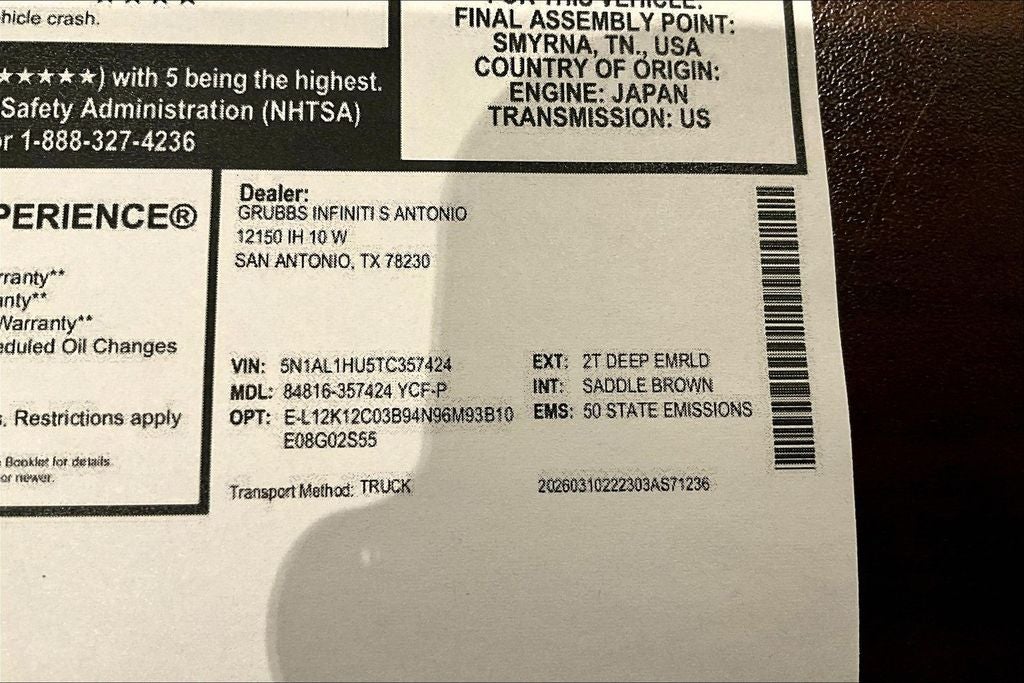 hicle crash.
★★★★★) with 5 being the highest.
Safety Administration (NHTSA)
or 1-888-327-4236
FOR THIS VEHICLE:
FINAL ASSEMBLY POINT:
SMYRNA, TN., USA
COUNTRY OF ORIGIN:
ENGINE: JAPAN
TRANSMISSION: US
PERIENCE®
rranty**
anty**
Warranty**
eduled Oil Changes
s. Restrictions apply
Booklet for details.
or newer.
Dealer:
GRUBBS INFINITI S ANTONIO
12150 IH 10 W
SAN ANTONIO, TX 78230
VIN: 5N1AL1HU5TC357424
MDL: 84816-357424 YCF-P
OPT: E-L12K12C03B94N96M93B10
E08G02S55
EXT: 2T DEEP EMRLD
INT: SADDLE BROWN
EMS: 50 STATE EMISSIONS
Transport Method: TRUCK
20260310222303AS71236